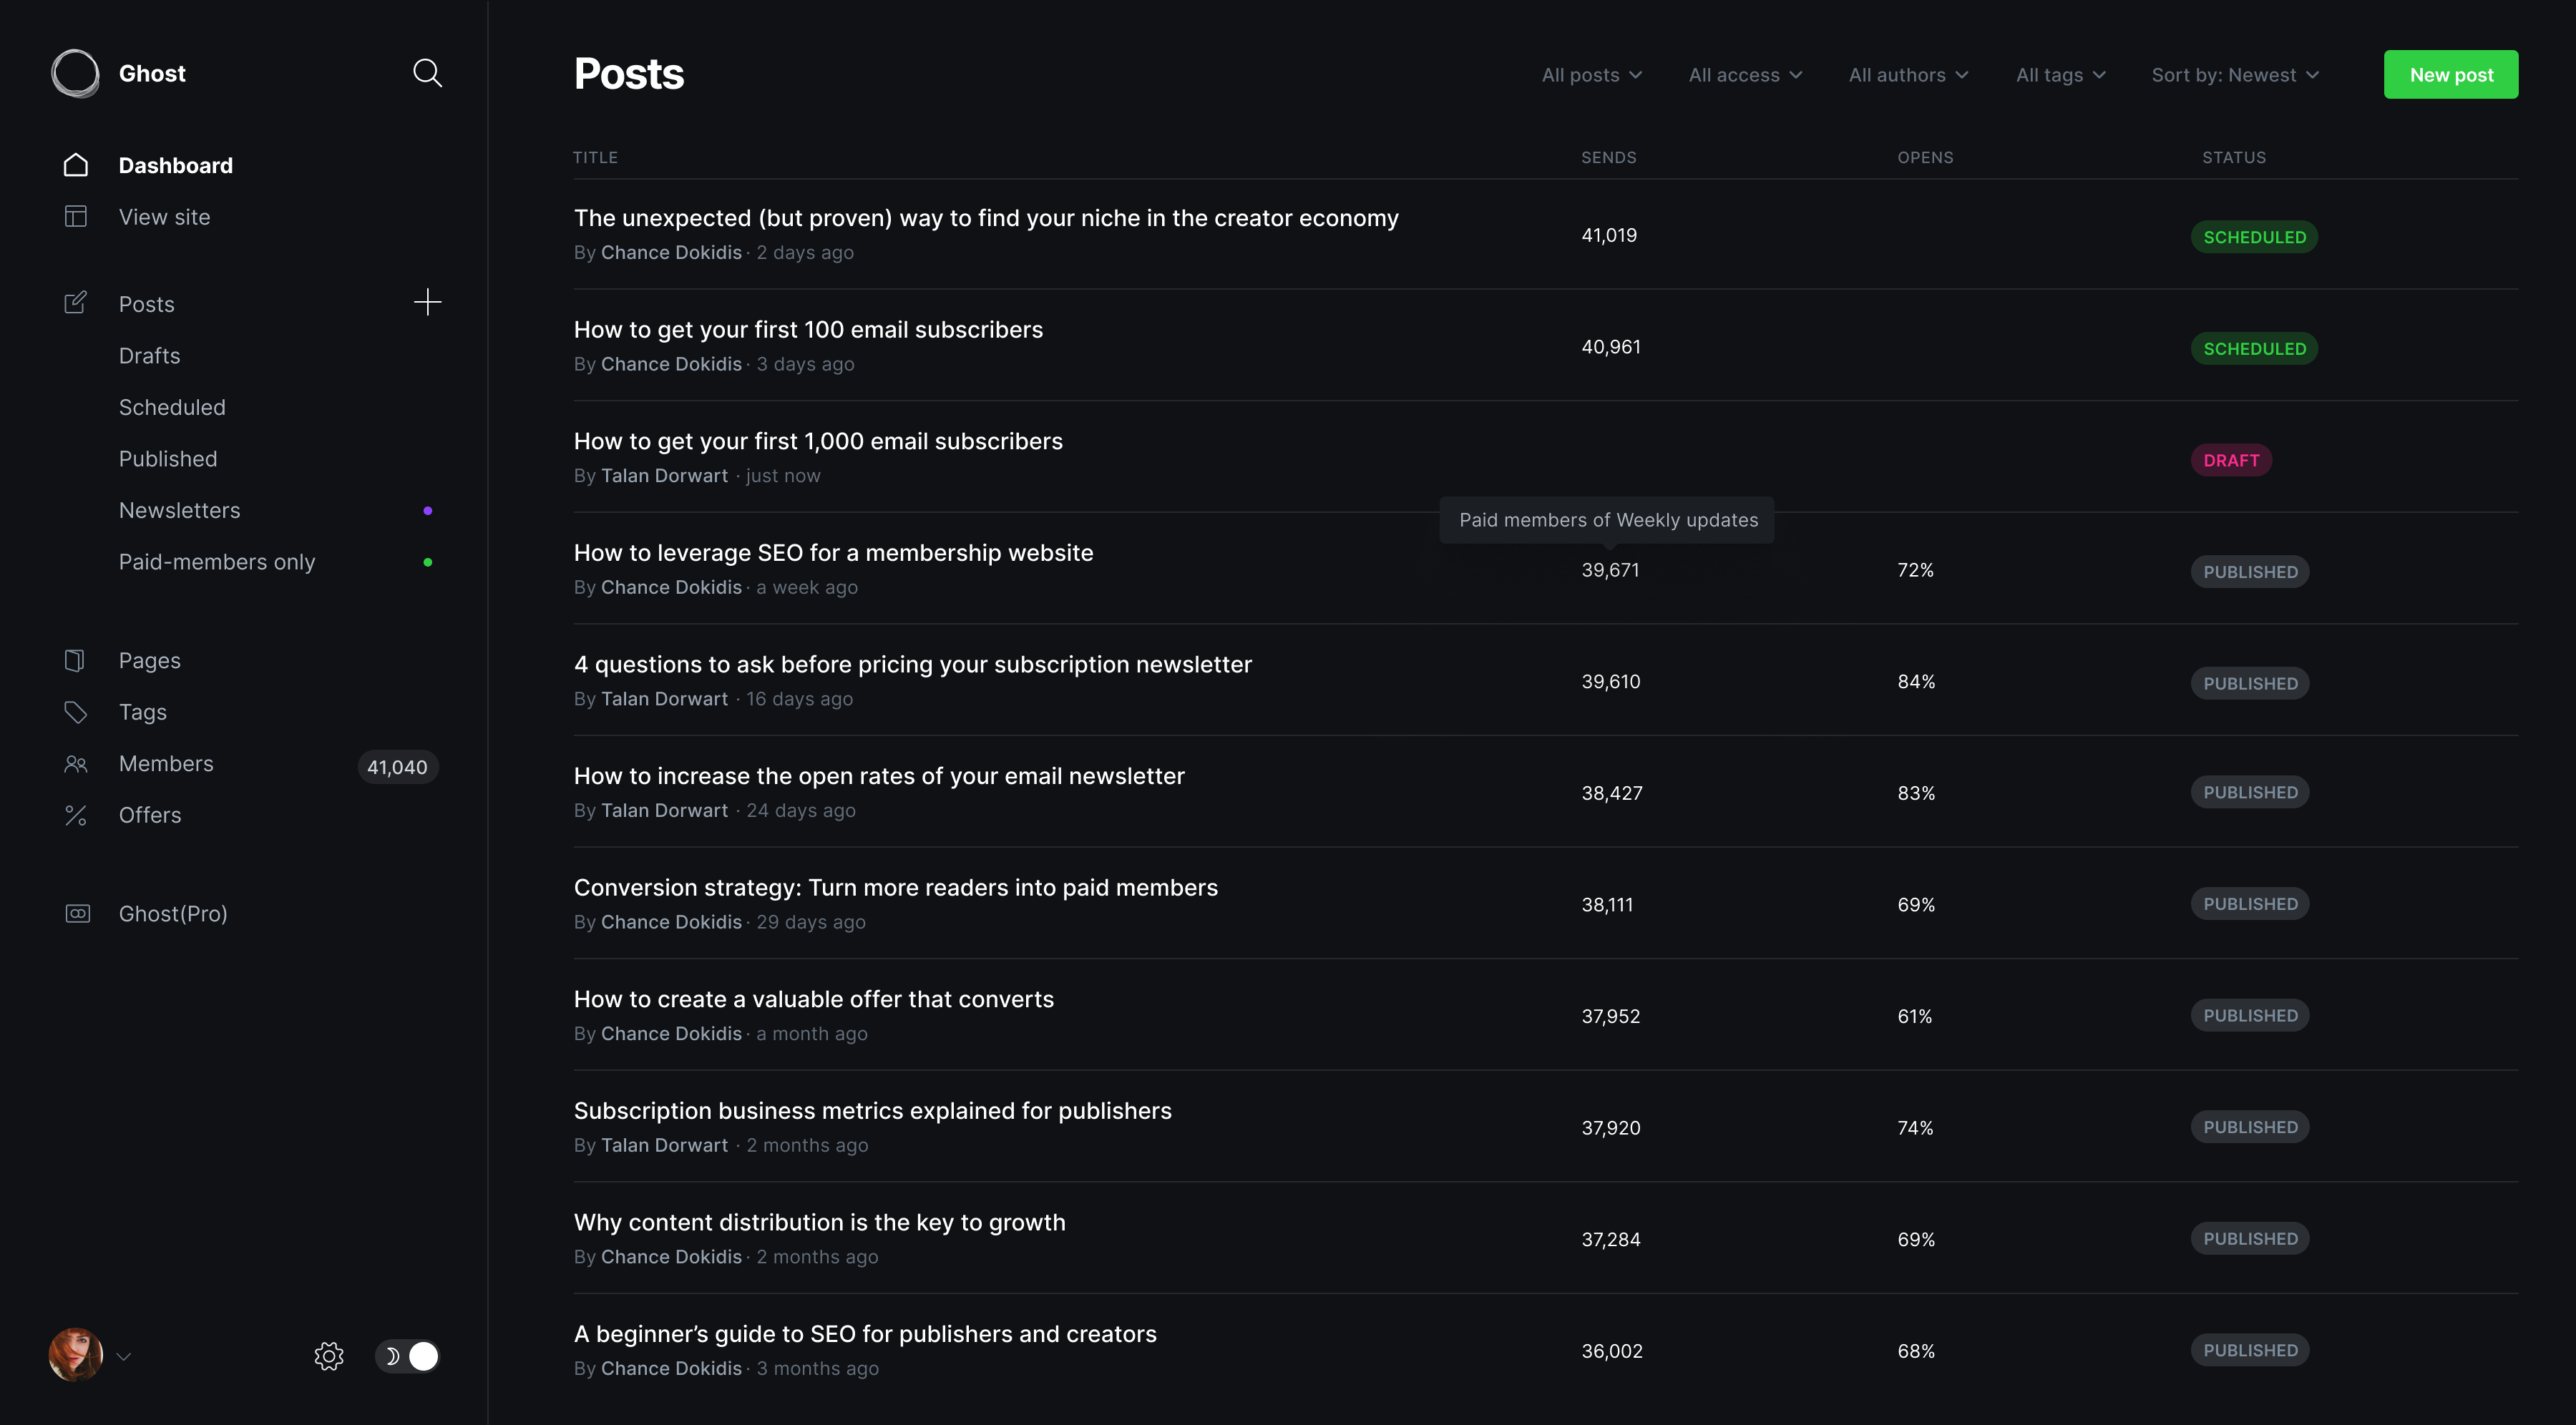 Ghost
Dashboard
View site
Posts
Drafts
Scheduled
Published
Newsletters
Paid-members only
Pages
Tags
Members 41,040
Offers
Ghost(Pro)
Posts
All posts All access All authors All tags Sort by: Newest New post
TITLE SENDS OPENS STATUS
The unexpected (but proven) way to find your niche in the creator economy
By Chance Dokidis · 2 days ago
41,019 SCHEDULED
How to get your first 100 email subscribers
By Chance Dokidis · 3 days ago
40,961 SCHEDULED
How to get your first 1,000 email subscribers
By Talan Dorwart · just now
DRAFT
Paid members of Weekly updates
How to leverage SEO for a membership website
By Chance Dokidis · a week ago
39,671 72% PUBLISHED
4 questions to ask before pricing your subscription newsletter
By Talan Dorwart · 16 days ago
39,610 84% PUBLISHED
How to increase the open rates of your email newsletter
By Talan Dorwart · 24 days ago
38,427 83% PUBLISHED
Conversion strategy: Turn more readers into paid members
By Chance Dokidis · 29 days ago
38,111 69% PUBLISHED
How to create a valuable offer that converts
By Chance Dokidis · a month ago
37,952 61% PUBLISHED
Subscription business metrics explained for publishers
By Talan Dorwart · 2 months ago
37,920 74% PUBLISHED
Why content distribution is the key to growth
By Chance Dokidis · 2 months ago
37,284 69% PUBLISHED
A beginner’s guide to SEO for publishers and creators
By Chance Dokidis · 3 months ago
36,002 68% PUBLISHED